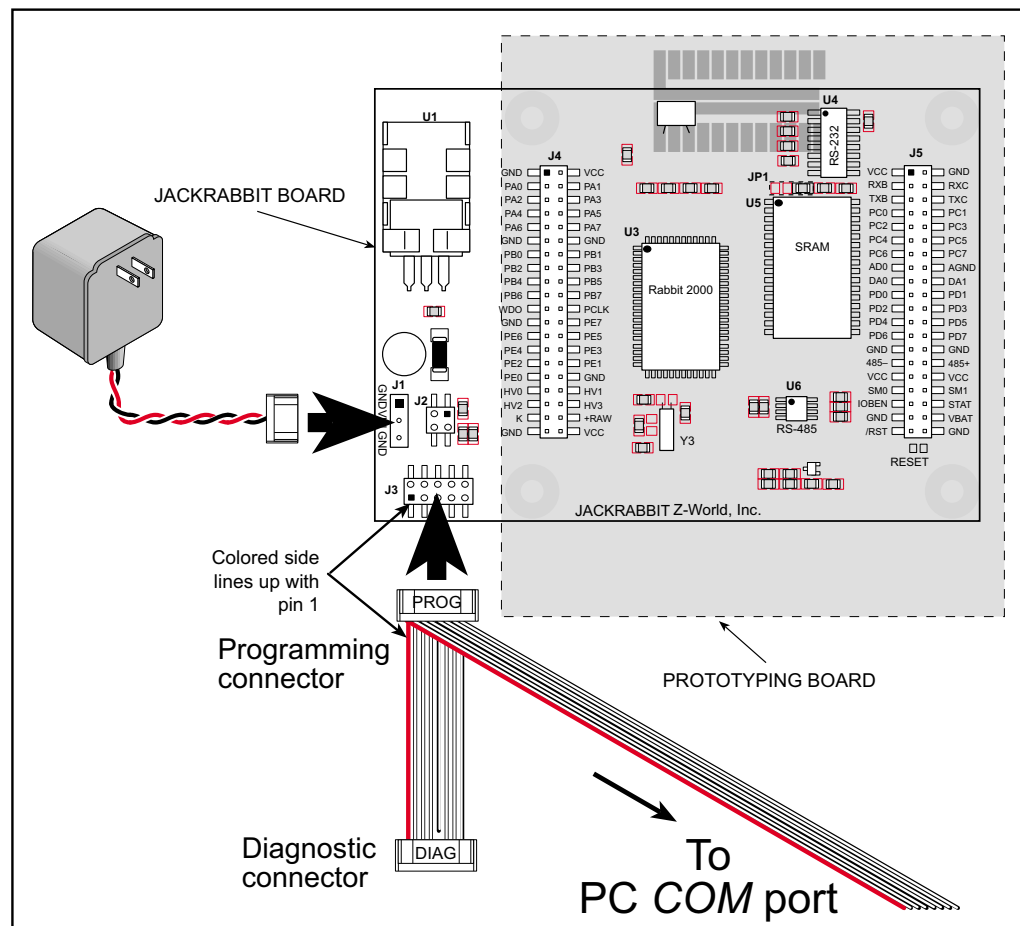 U1
U4
RS-232
J4
J5
JP1
U5
SRAM
U3
Rabbit 2000
JACKRABBIT BOARD
GND VCC
PA0 PA1
PA2 PA3
PA4 PA5
PA6 PA7
GND GND
PB0 PB1
PB2 PB3
PB4 PB5
PB6 PB7
WDO PCLK
GND PE7
PE6 PE5
PE4 PE3
PE2 PE1
PE0 GND
HV0 HV1
HV2 HV3
K +RAW
GND VCC
VCC GND
RXB RXC
TXB TXC
PC0 PC1
PC2 PC3
PC4 PC5
PC6 PC7
AD0 AGND
DA0 DA1
PD0 PD1
PD2 PD3
PD4 PD5
PD6 PD7
GND GND
485– 485+
VCC VCC
SM0 SM1
IOBEN STAT
GND VBAT
/RST GND
J1
GND
GND
J2
U6
RS-485
Y3
RESET
J3
JACKRABBIT Z-World, Inc.
Colored side
lines up with
pin 1
PROG
Programming
connector
PROTOTYPING BOARD
Diagnostic
connector
DIAG
To
PC COM port